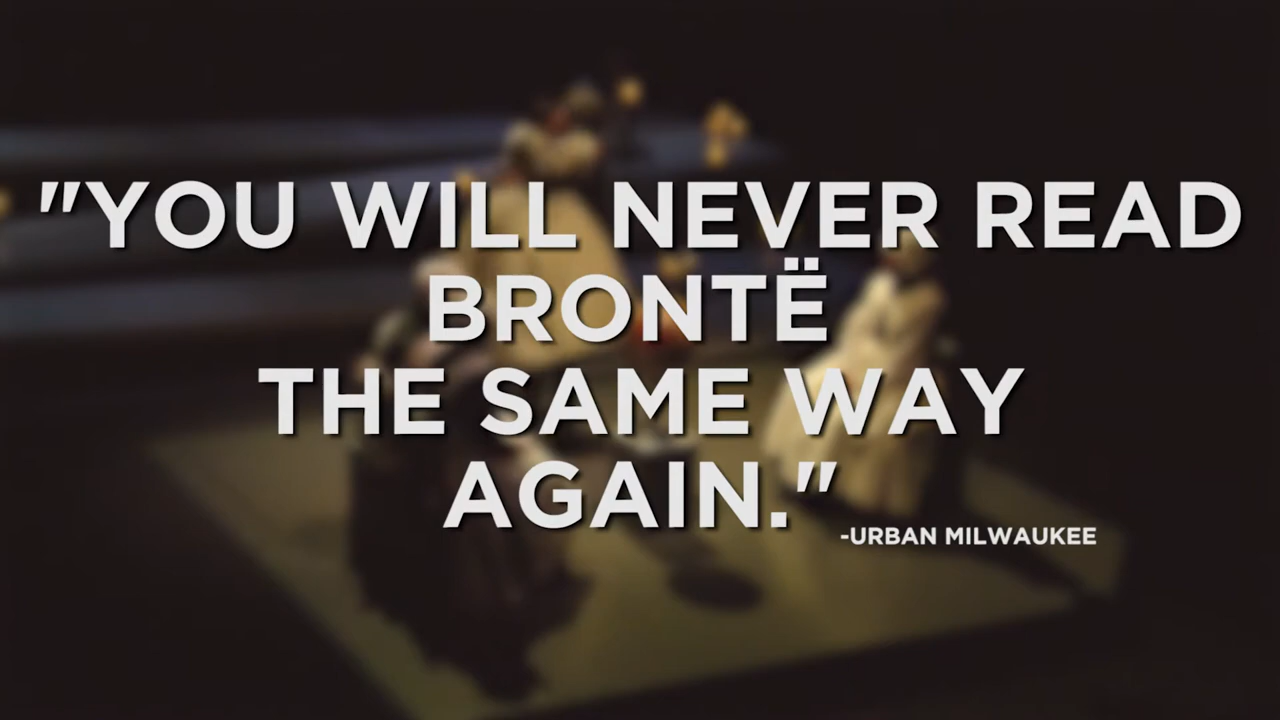 "YOU WILL NEVER READ
BRONTË
THE SAME WAY
AGAIN."
-URBAN MILWAUKEE